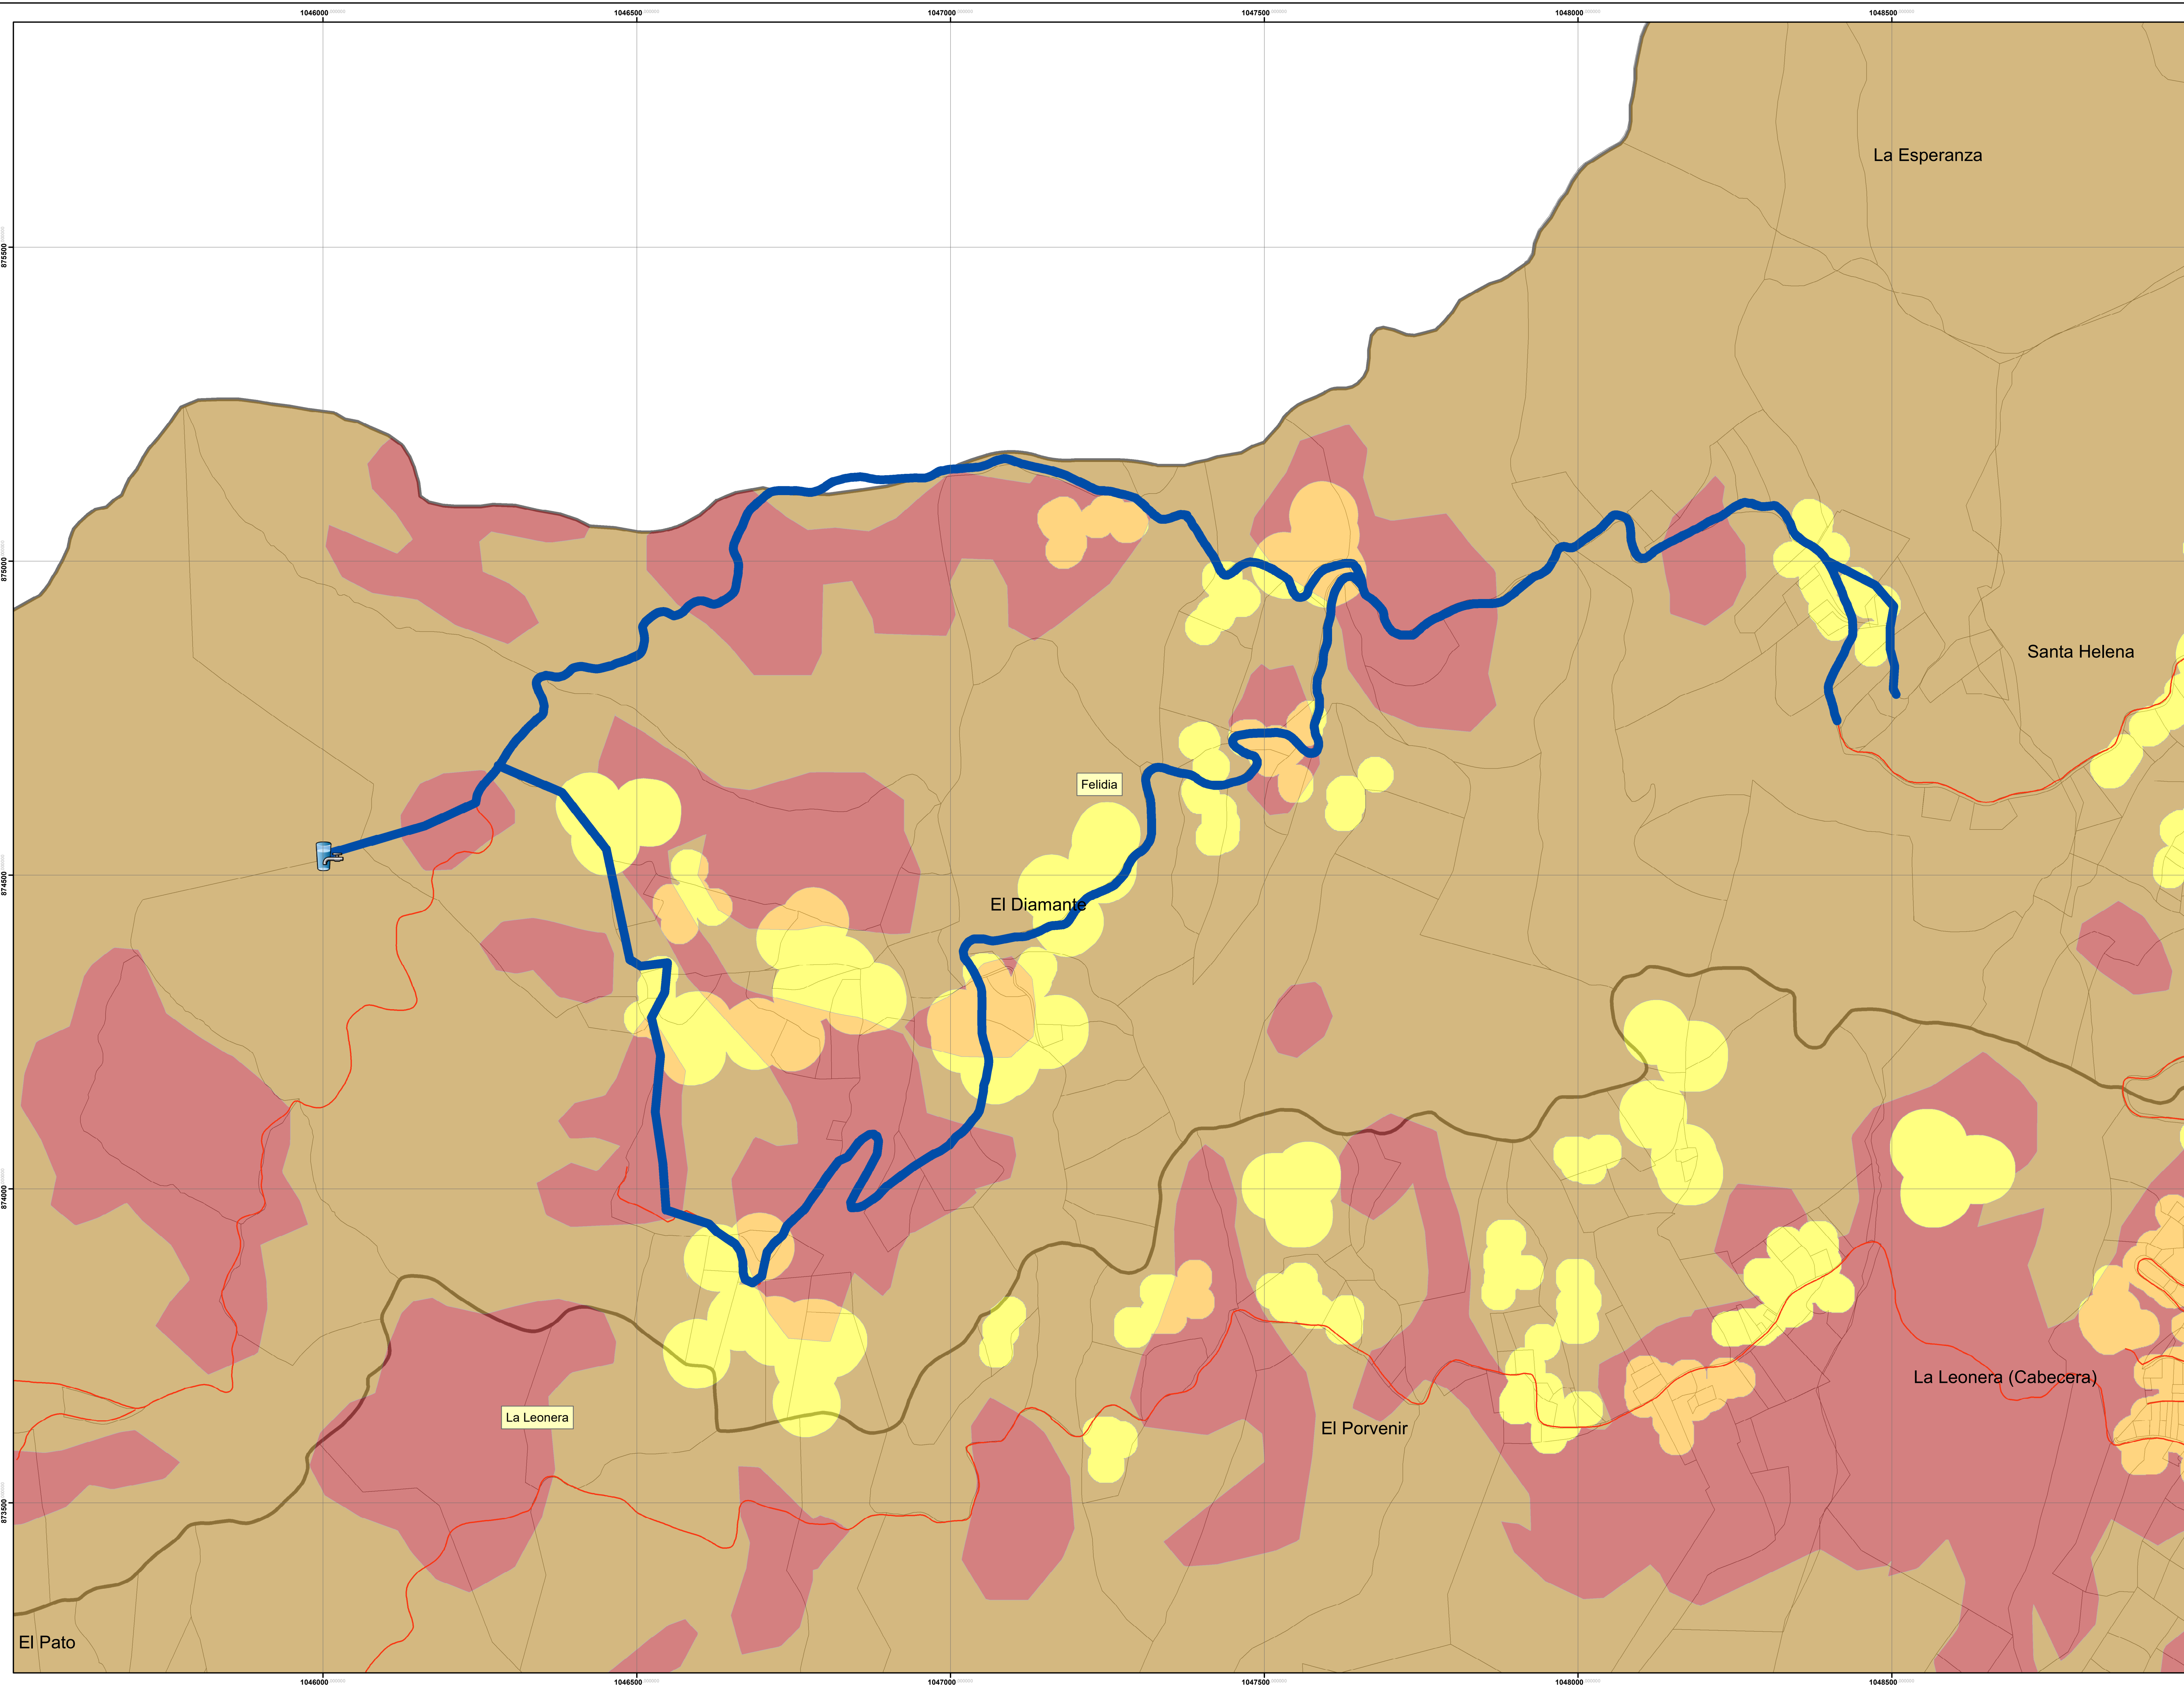 1046000
1046500
1047000
1047500
1048000
1048500
La Esperanza
875500
875000
Santa Helena
Felidia
874500
El Diamante
874000
La Leonera (Cabecera)
La Leonera
El Porvenir
873500
El Pato
1046000
1046500
1047000
1047500
1048000
1048500